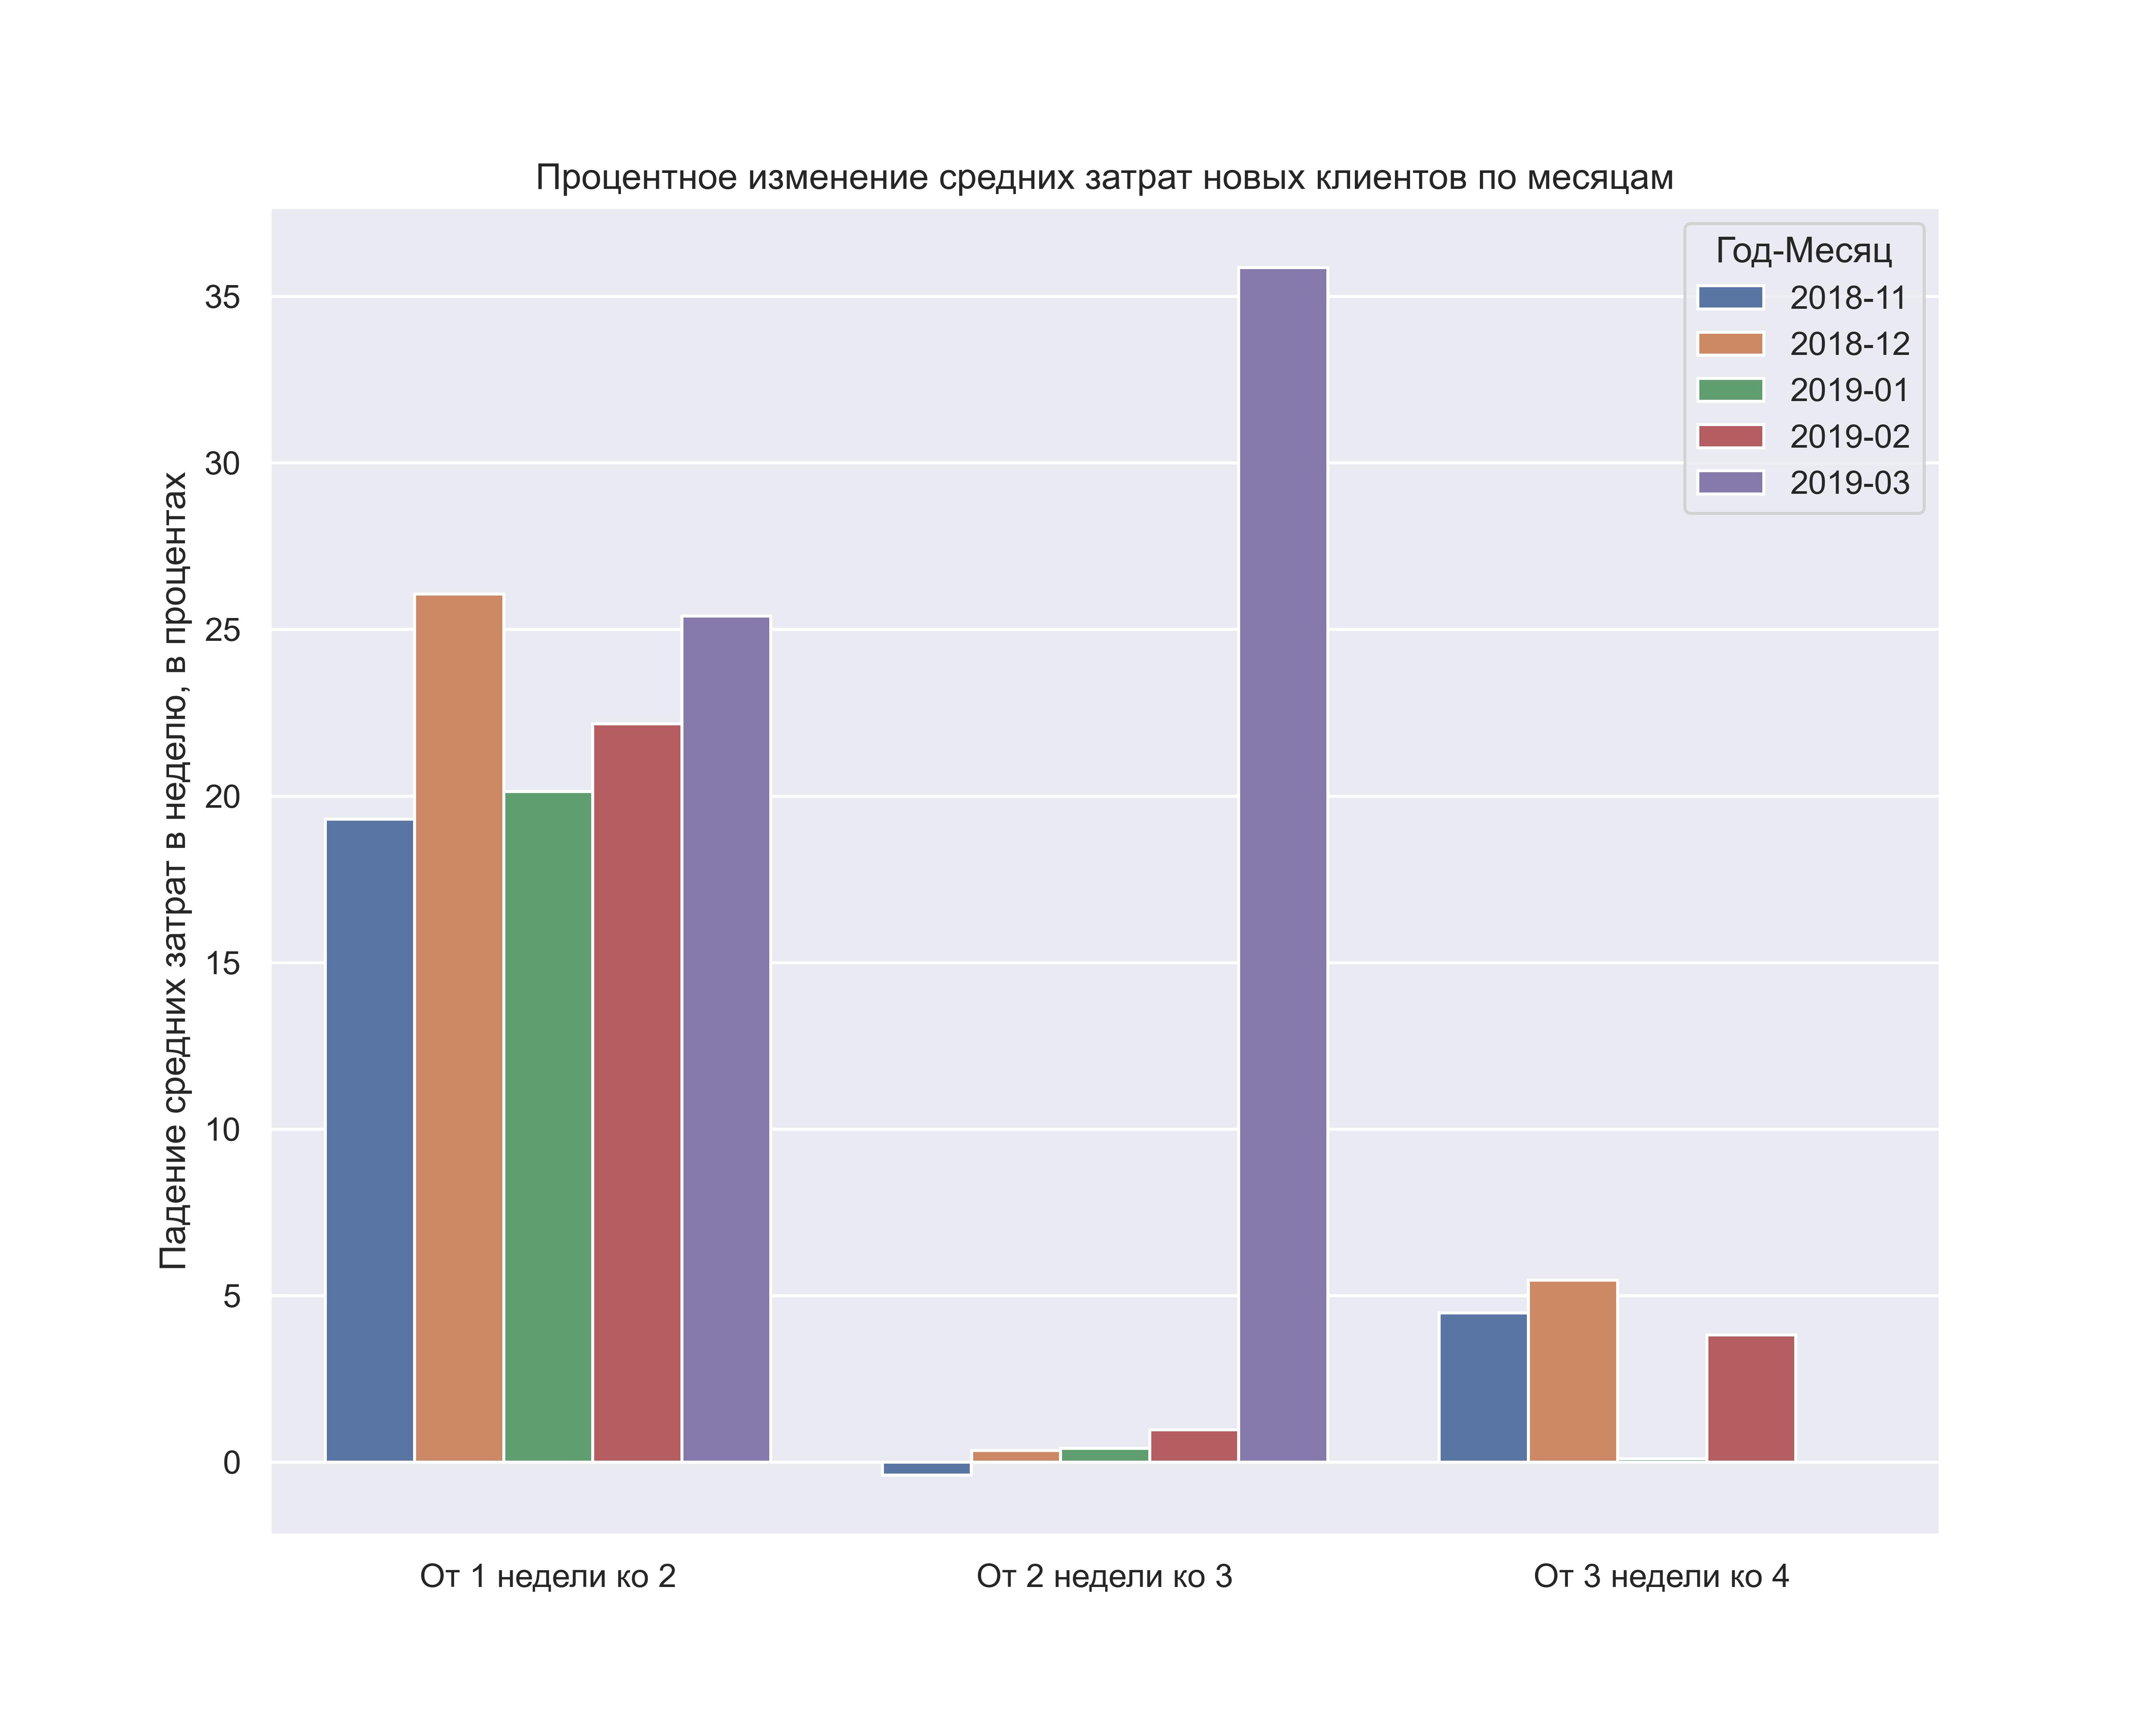 Процентное изменение средних затрат новых клиентов по месяцам
Год-Месяц
2018-11
2018-12
2019-01
2019-02
2019-03
Падение средних затрат в неделю, в процентах
35
30
25
20
15
10
5
0
От 1 недели ко 2
От 2 недели ко 3
От 3 недели ко 4